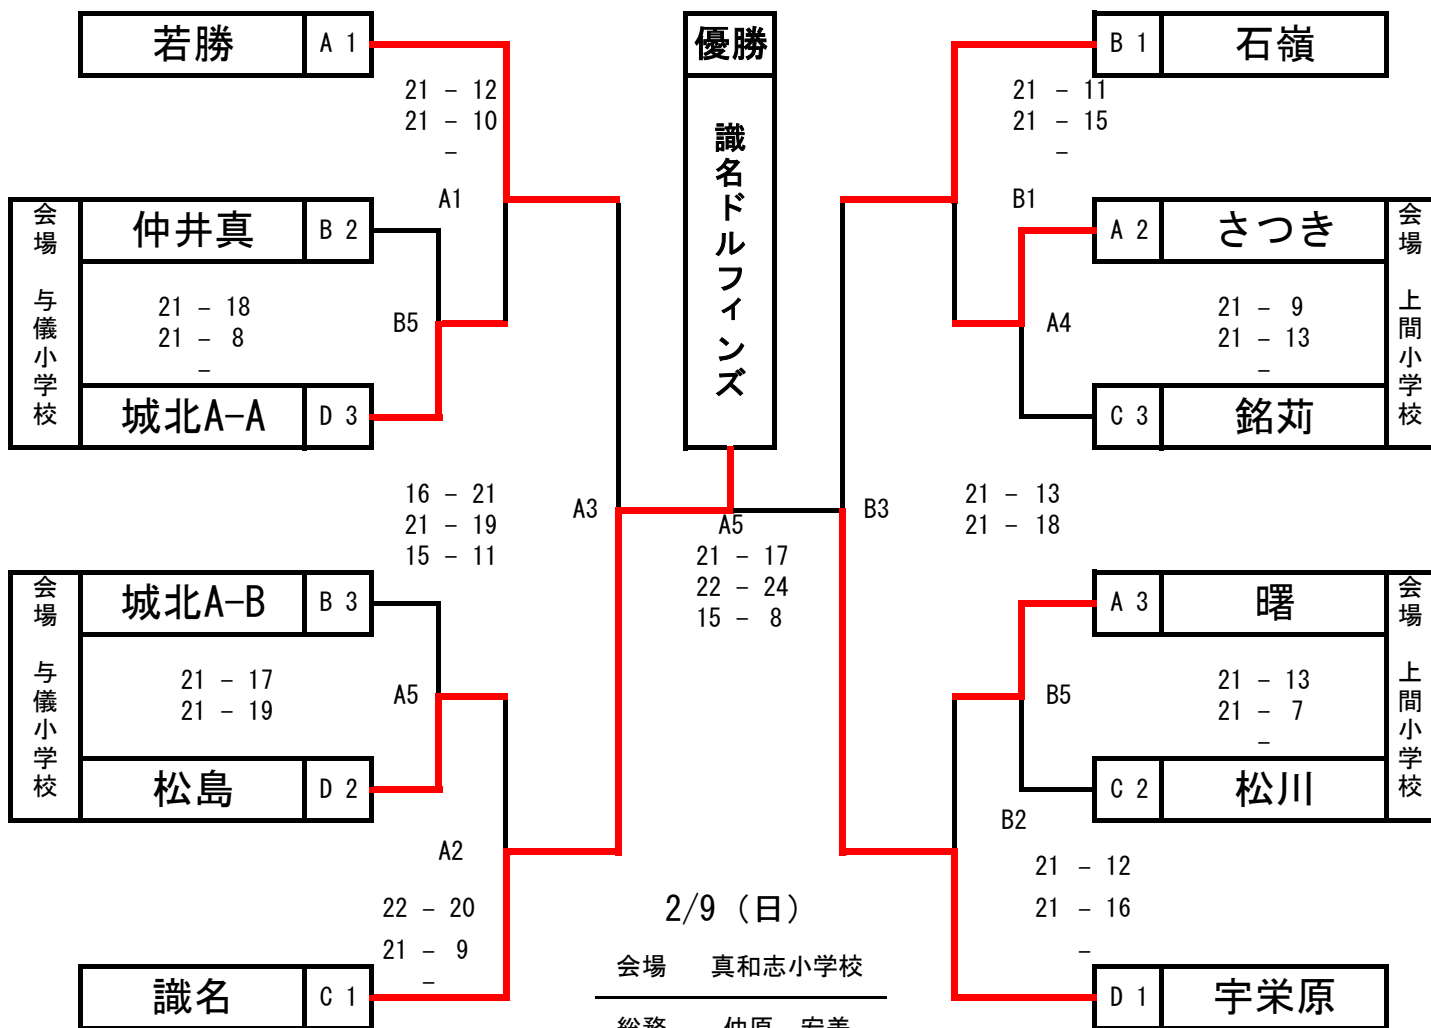 若勝 A 1
21 - 12
21 - 10
-
A1
会場 与儀小学校
仲井真 B 2
21 - 18
21 - 8
-
B5
城北A-A D 3
16 - 21
21 - 19
15 - 11
A3
会場 与儀小学校
城北A-B B 3
21 - 17
21 - 19
A5
松島 D 2
A2
22 - 20
21 - 9
-
識名 C 1
優勝
識名ドルフィンズ
A5
21 - 17
22 - 24
15 - 8
2/9（日）
会場 真和志小学校
B 1 石嶺
21 - 11
21 - 15
-
B1
A 2 さつき
会場 上間小学校
21 - 9
21 - 13
-
A4
C 3 銘苅
B3
21 - 13
21 - 18
A 3 曙
会場 上間小学校
21 - 13
21 - 7
-
B5
C 2 松川
B2
21 - 12
21 - 16
-
D 1 宇栄原